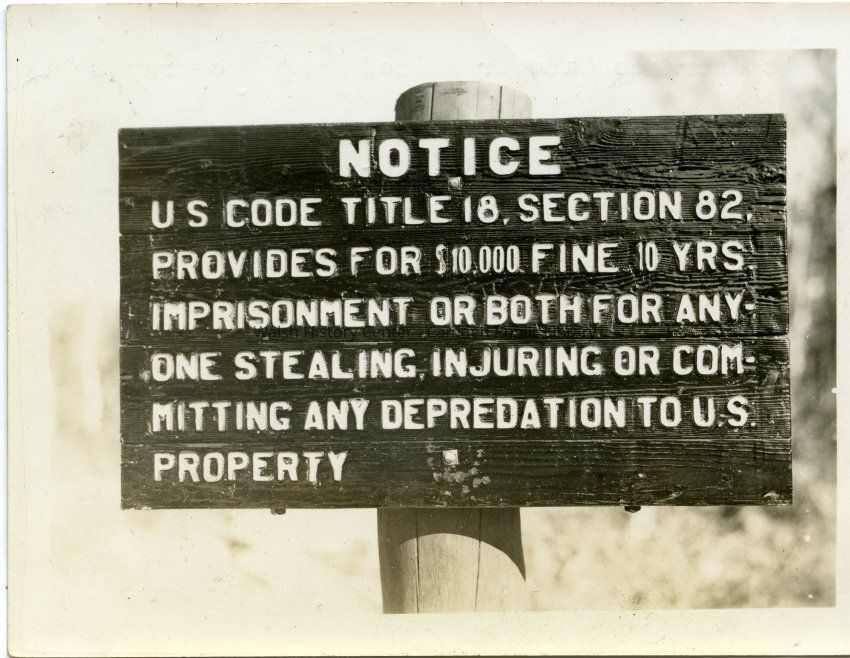 NOTICE
U S CODE TITLE 18, SECTION 82,
PROVIDES FOR $10.000 FINE 10 YRS.
IMPRISONMENT OR BOTH FOR ANY-
ONE STEALING, INJURING OR COM-
MITTING ANY DEPREDATION TO U.S.
PROPERTY